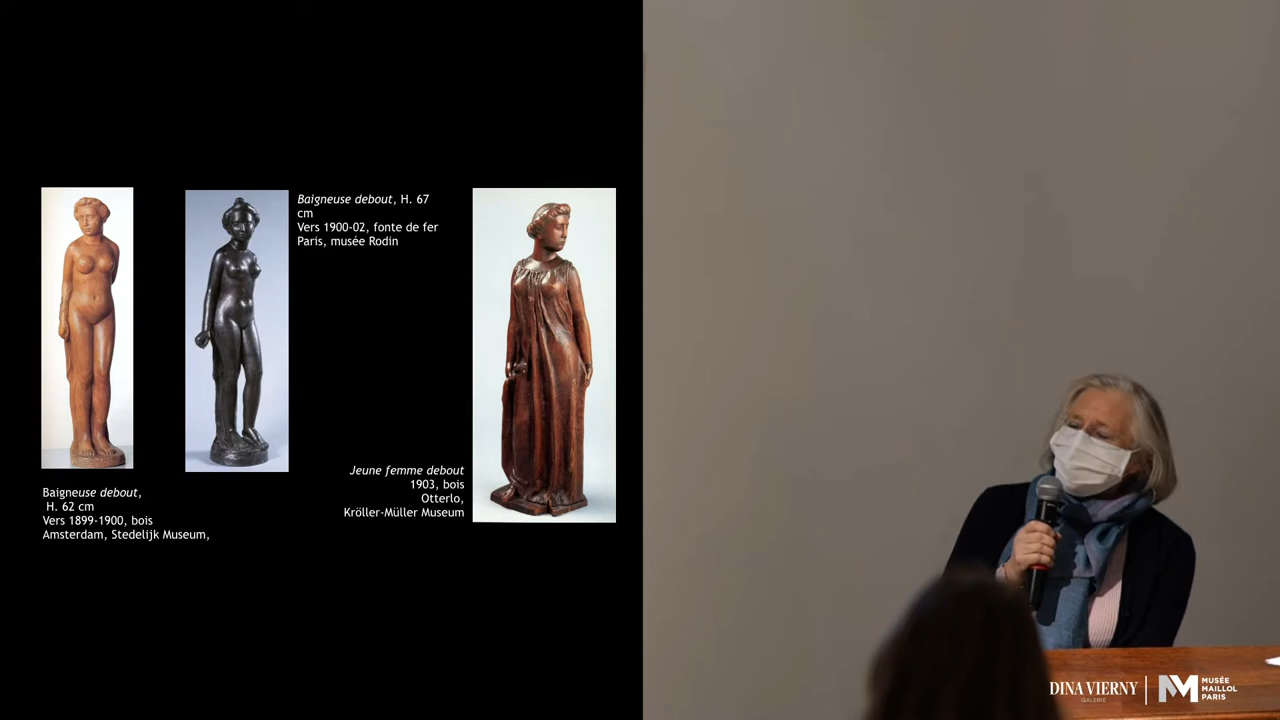 Baigneuse debout, H. 67
cm
Vers 1900-02, fonte de fer
Paris, musée Rodin
Jeune femme debout
1903, bois
Otterlo,
Kröller-Müller Museum
Baigneuse debout,
H. 62 cm
Vers 1899-1900, bois
Amsterdam, Stedelijk Museum,
DINA VIERNY
GALERIE
MUSÉE
MAILLOL
PARIS